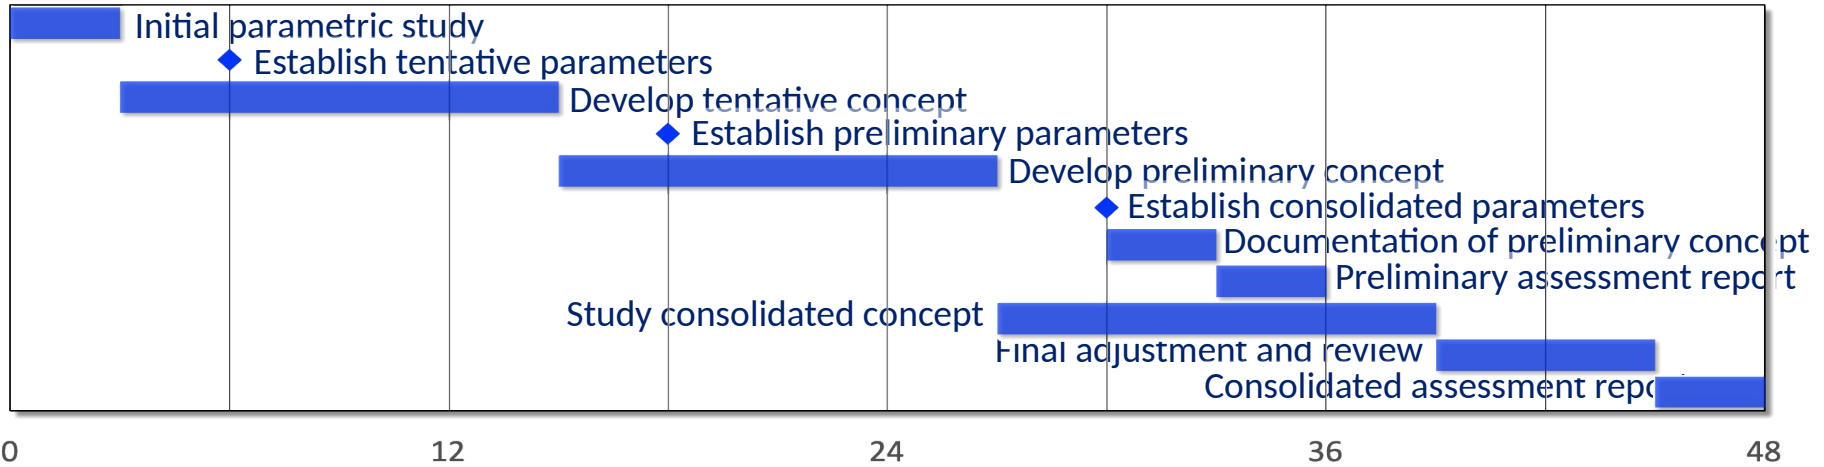 Initial parametric study
Establish tentative parameters
Develop tentative concept
Establish preliminary parameters
Develop preliminary concept
Establish consolidated parameters
Documentation of preliminary concept
Preliminary assessment report
Study consolidated concept
Final adjustment and review
Consolidated assessment repo
0 12 24 36 48